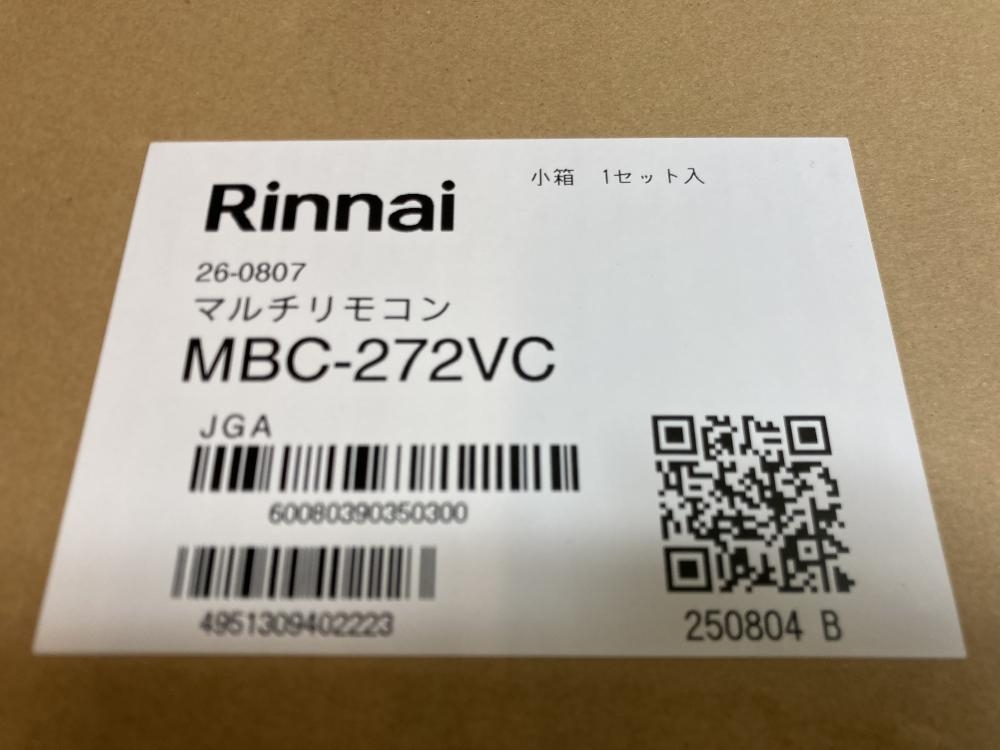 小箱 1セット入
Rinnai
26-0807
マルチリモコン
MBC-272VC
JGA
60080390350300
4951309402223
250804 B